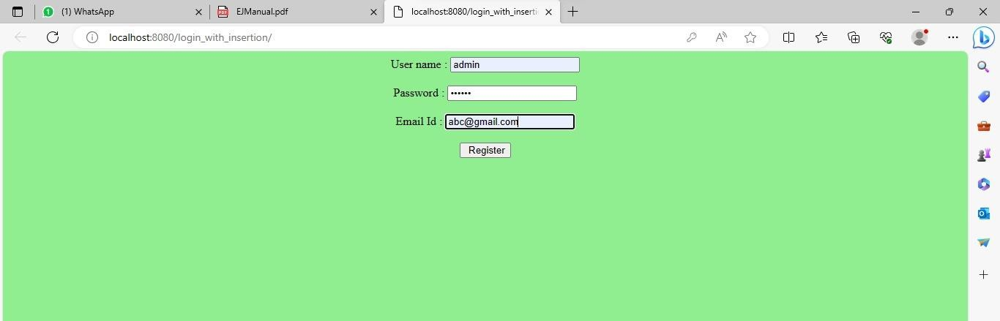 (1) WhatsApp
EJManual.pdf
localhost:8080/login_with_inserti
localhost:8080/login_with_insertion/
User name : admin
Password : ••••••
Email Id : abc@gmail.com
Register